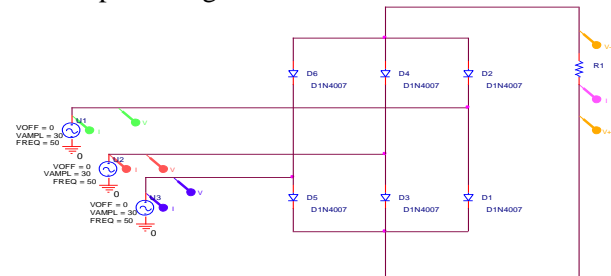 D6
D1N4007
D4
D1N4007
D2
D1N4007
V-
R1
I
V+
U1
V
I
VOFF = 0
VAMPL = 30
FREQ = 50
0
U2
V
I
VOFF = 0
VAMPL = 30
FREQ = 50
0
U3
V
I
VOFF = 0
VAMPL = 30
FREQ = 50
0
D5
D1N4007
D3
D1N4007
D1
D1N4007